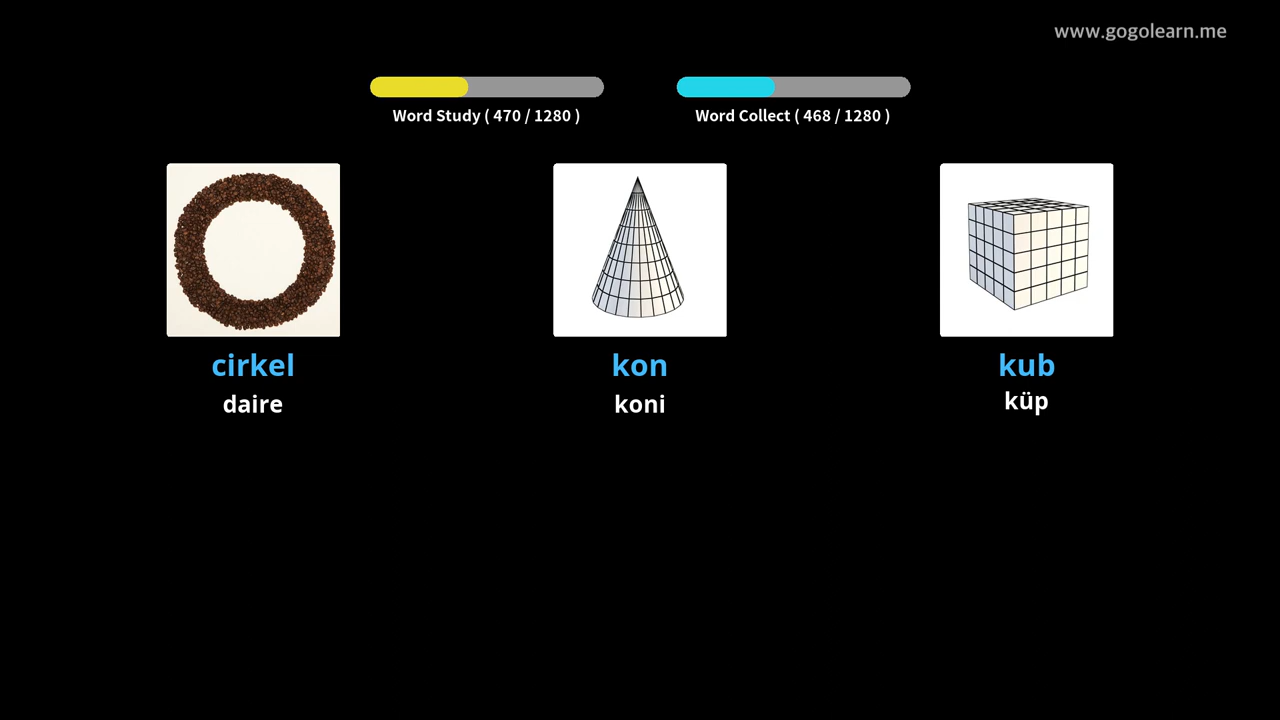 www.gogolearn.me
Word Study ( 470 / 1280 )
Word Collect ( 468 / 1280 )
cirkel
kon
kub
daire
koni
küp